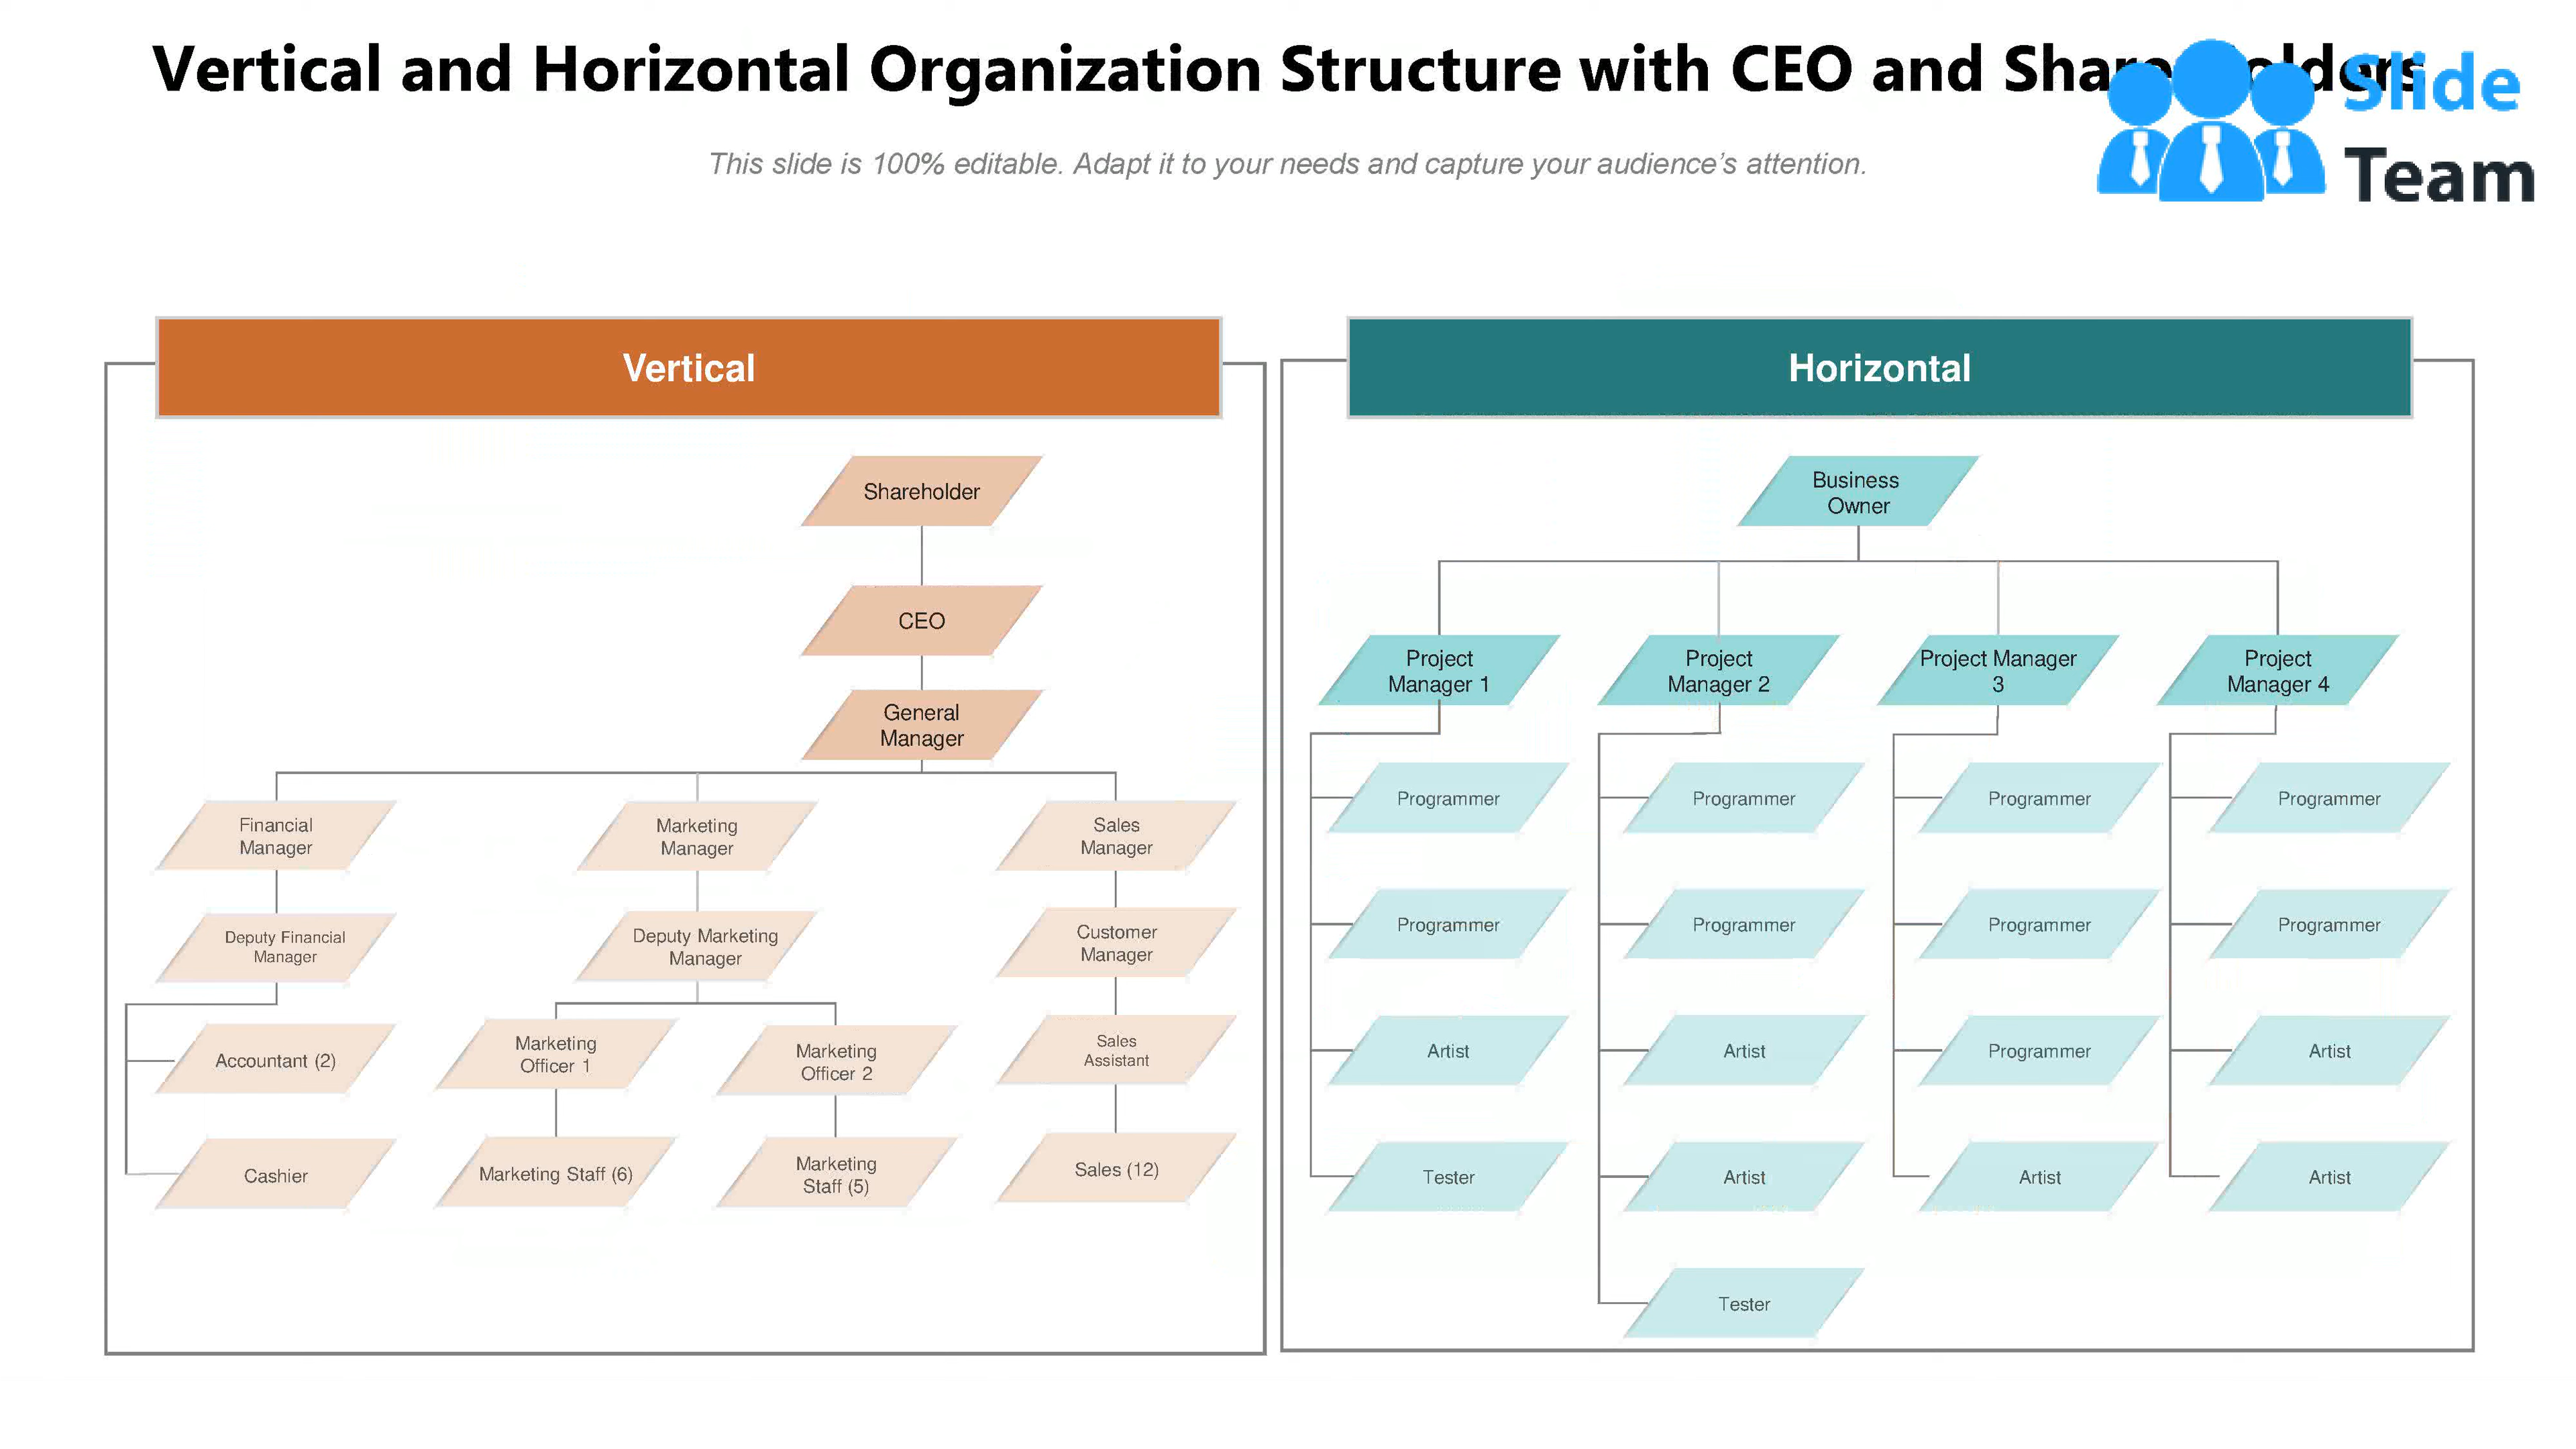 Vertical and Horizontal Organization Structure with CEO and Shareholders
Slide
Team
This slide is 100% editable. Adapt it to your needs and capture your audience’s attention.
Vertical
Shareholder
CEO
General
Manager
Financial
Manager
Marketing
Manager
Sales
Manager
Deputy Financial
Manager
Deputy Marketing
Manager
Customer
Manager
Accountant (2)
Marketing
Officer 1
Marketing
Officer 2
Sales
Assistant
Cashier
Marketing Staff (6)
Marketing
Staff (5)
Sales (12)
Horizontal
Business
Owner
Project
Manager 1
Project
Manager 2
Project Manager
3
Project
Manager 4
Programmer
Programmer
Programmer
Programmer
Programmer
Programmer
Programmer
Programmer
Artist
Artist
Programmer
Artist
Tester
Artist
Artist
Artist
Tester